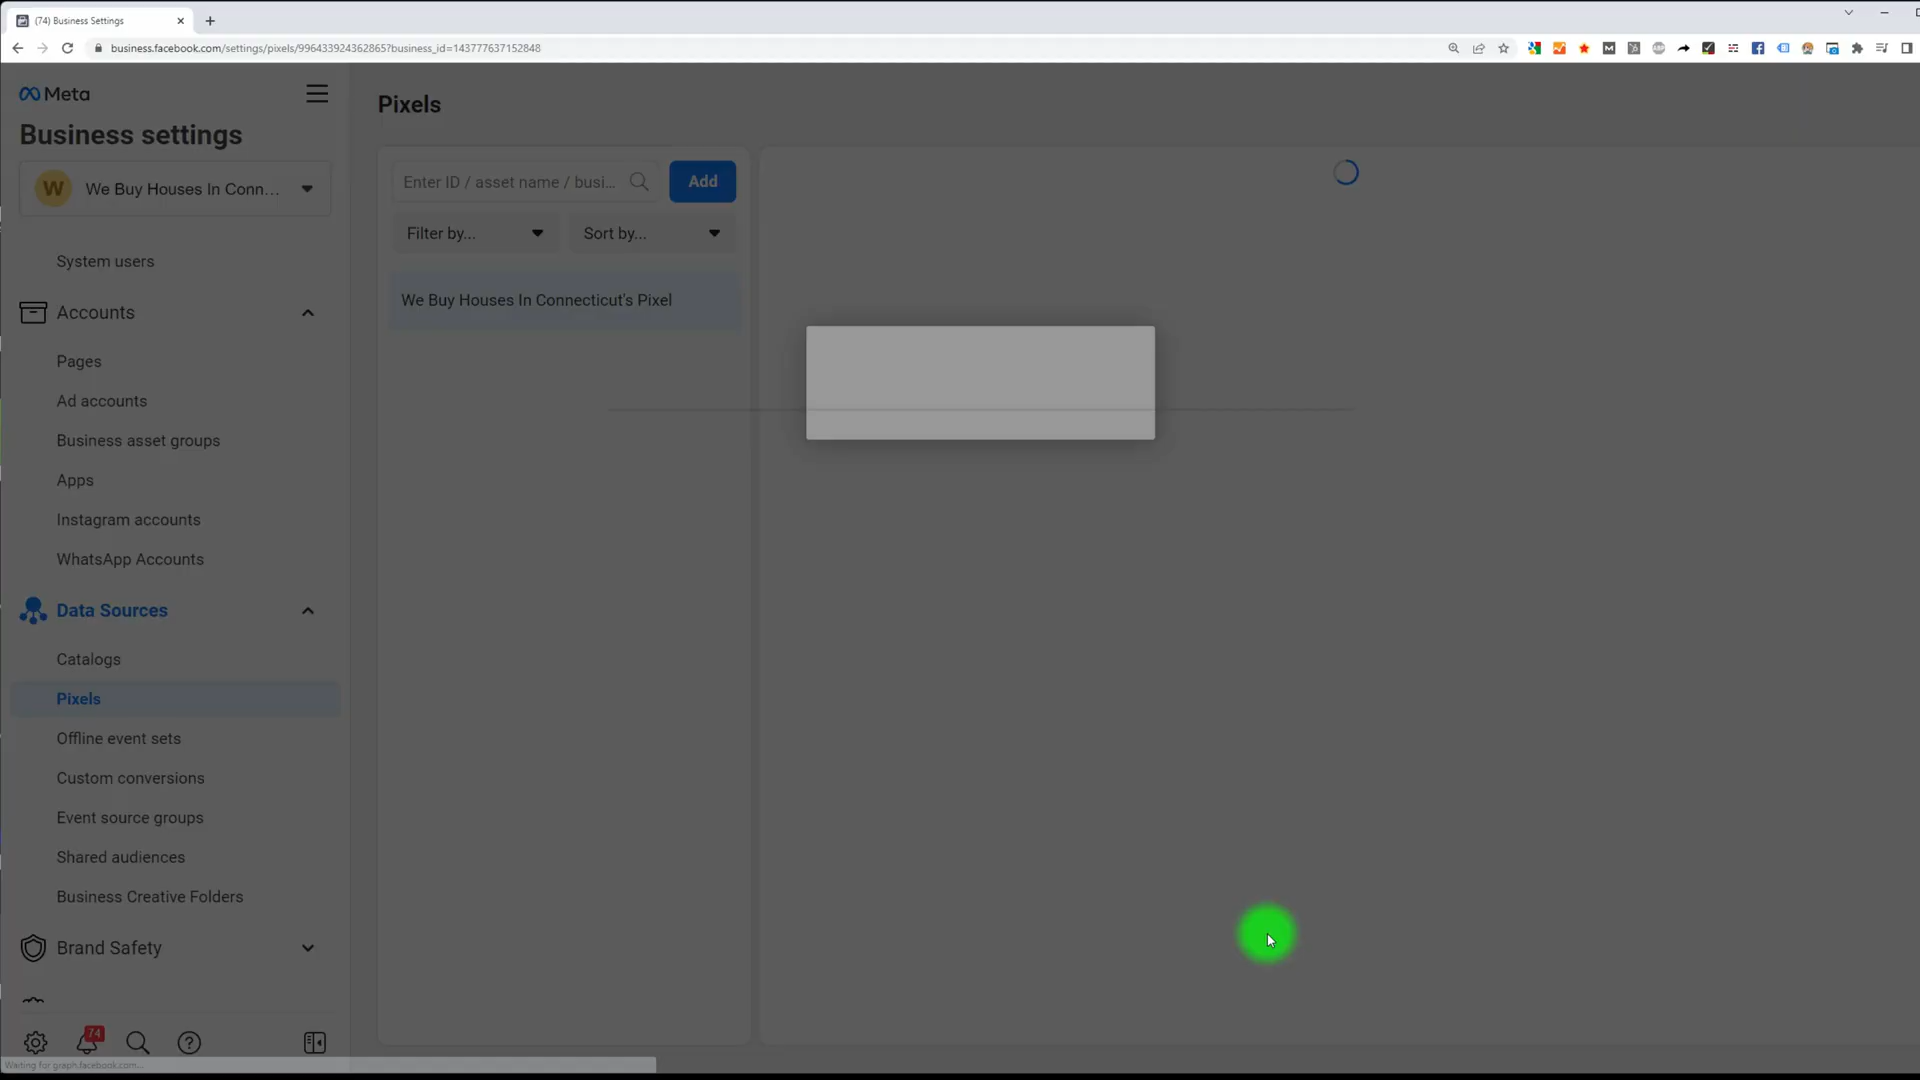 (74) Business Settings
business.facebook.com/settings/pixels/996433924362865?business_id=143777637152848
Meta
Business settings
W
We Buy Houses In Conn...
System users
Accounts
Pages
Ad accounts
Business asset groups
Apps
Instagram accounts
WhatsApp Accounts
Data Sources
Catalogs
Pixels
Offline event sets
Custom conversions
Event source groups
Shared audiences
Business Creative Folders
Brand Safety
74
Waiting for graph.facebook.com...
Pixels
Enter ID / asset name / busi...
Add
Filter by...
Sort by...
We Buy Houses In Connecticut's Pixel